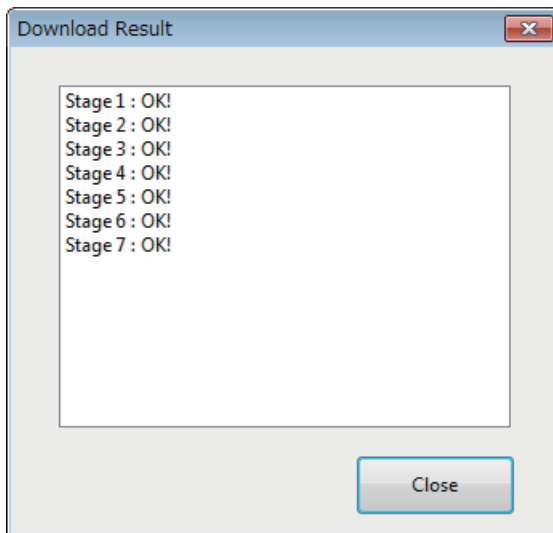 Download Result
Stage 1 : OK!
Stage 2 : OK!
Stage 3 : OK!
Stage 4 : OK!
Stage 5 : OK!
Stage 6 : OK!
Stage 7 : OK!
Close